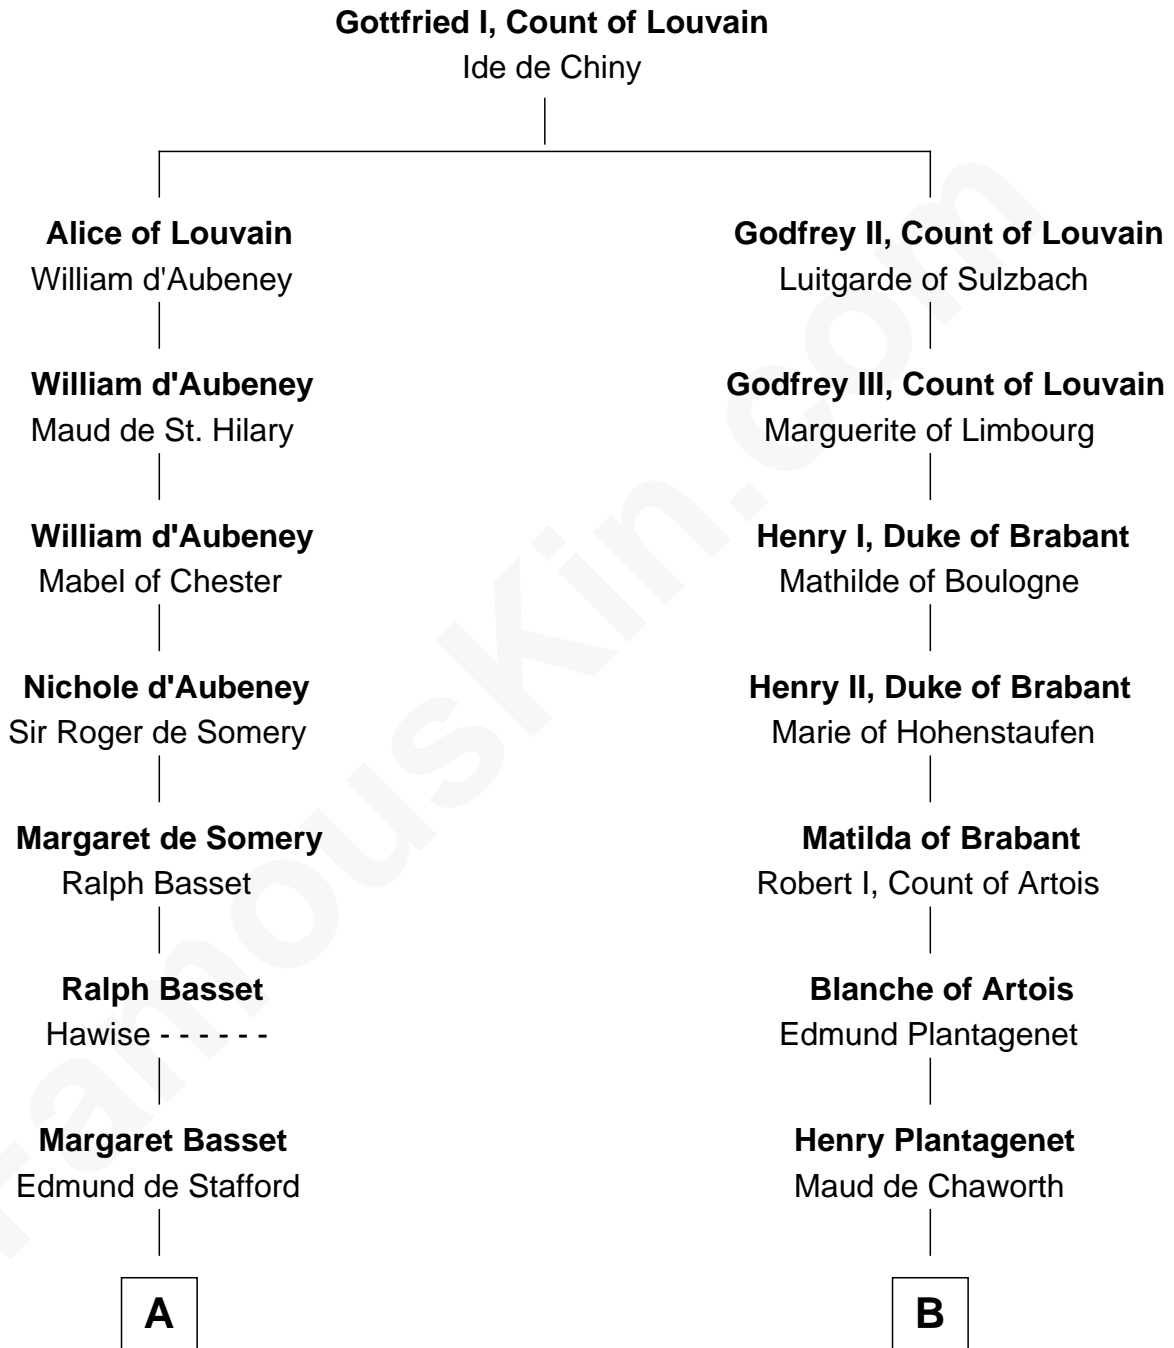 Gottfried I, Count of Louvain
Ide de Chiny
Alice of Louvain
William d'Aubeney
William d'Aubeney
Maud de St. Hilary
William d'Aubeney
Mabel of Chester
Nichole d'Aubeney
Sir Roger de Somery
Margaret de Somery
Ralph Basset
Ralph Basset
Hawise - - - - - -
Margaret Basset
Edmund de Stafford
A
Godfrey II, Count of Louvain
Luitgarde of Sulzbach
Godfrey III, Count of Louvain
Marguerite of Limbourg
Henry I, Duke of Brabant
Mathilde of Boulogne
Henry II, Duke of Brabant
Marie of Hohenstaufen
Matilda of Brabant
Robert I, Count of Artois
Blanche of Artois
Edmund Plantagenet
Henry Plantagenet
Maud de Chaworth
B
FamousKin.com